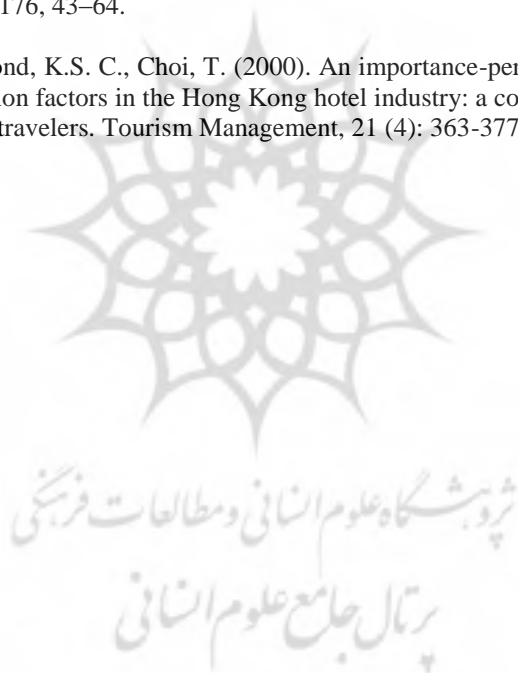 176, 43–64.
ond, K.S. C., Choi, T. (2000). An importance-per
ion factors in the Hong Kong hotel industry: a co
travelers. Tourism Management, 21 (4): 363-377
پژوهشگاه علوم انسانی و مطالعات فرهنگی
پرتال جامع علوم انسانی